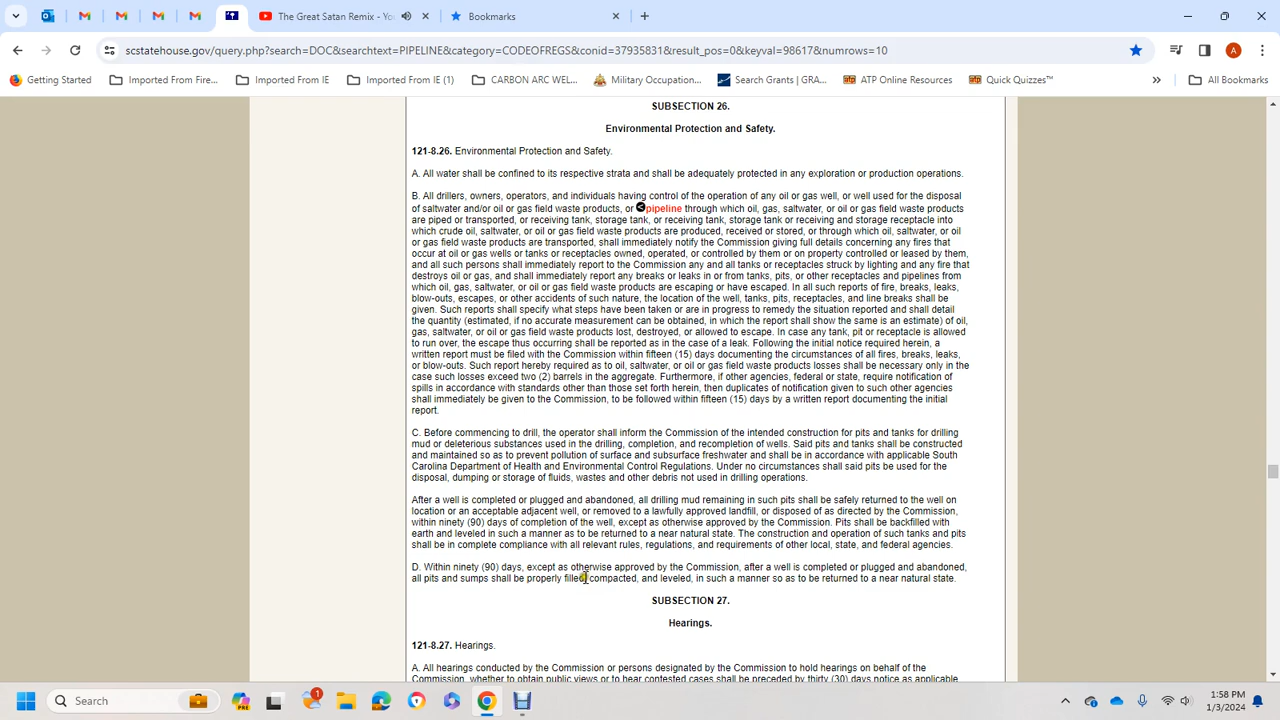 The Great Satan Remix - Yo
Bookmarks
scstatehouse.gov/query.php?search=DOC&searchtext=PIPELINE&category=CODEOFREGS&conid=37935831&result_pos=0&keyval=98617&numrows=10
A
Getting Started
Imported From Fire...
Imported From IE
Imported From IE (1)
CARBON ARC WEL...
Military Occupation...
Search Grants | GRA...
ATP Online Resources
Quick Quizzes™
All Bookmarks
SUBSECTION 26.
Environmental Protection and Safety.
121-8.26. Environmental Protection and Safety.
A. All water shall be confined to its respective strata and shall be adequately protected in any exploration or production operations.
B. All drillers, owners, operators, and individuals having control of the operation of any oil or gas well, or well used for the disposal
of saltwater and/or oil or gas field waste products, or pipeline through which oil, gas, saltwater, or oil or gas field waste products
are piped or transported, or receiving tank, storage tank, or receiving tank, storage tank or receiving and storage receptacle into
which crude oil, saltwater, or oil or gas field waste products are produced, received or stored, or through which oil, saltwater, or oil
or gas field waste products are transported, shall immediately notify the Commission giving full details concerning any fires that
occur at oil or gas wells or tanks or receptacles owned, operated, or controlled by them or on property controlled or leased by them,
and all such persons shall immediately report to the Commission any and all tanks or receptacles struck by lighting and any fire that
destroys oil or gas, and shall immediately report any breaks or leaks in or from tanks, pits, or other receptacles and pipelines from
which oil, gas, saltwater, or oil or gas field waste products are escaping or have escaped. In all such reports of fire, breaks, leaks,
blow-outs, escapes, or other accidents of such nature, the location of the well, tanks, pits, receptacles, and line breaks shall be
given. Such reports shall specify what steps have been taken or are in progress to remedy the situation reported and shall detail
the quantity (estimated, if no accurate measurement can be obtained, in which the report shall show the same is an estimate) of oil,
gas, saltwater, or oil or gas field waste products lost, destroyed, or allowed to escape. In case any tank, pit or receptacle is allowed
to run over, the escape thus occurring shall be reported as in the case of a leak. Following the initial notice required herein, a
written report must be filed with the Commission within fifteen (15) days documenting the circumstances of all fires, breaks, leaks,
or blow-outs. Such report hereby required as to oil, saltwater, or oil or gas field waste products losses shall be necessary only in the
case such losses exceed two (2) barrels in the aggregate. Furthermore, if other agencies, federal or state, require notification of
spills in accordance with standards other than those set forth herein, then duplicates of notification given to such other agencies
shall immediately be given to the Commission, to be followed within fifteen (15) days by a written report documenting the initial
report.
C. Before commencing to drill, the operator shall inform the Commission of the intended construction for pits and tanks for drilling
mud or deleterious substances used in the drilling, completion, and recompletion of wells. Said pits and tanks shall be constructed
and maintained so as to prevent pollution of surface and subsurface freshwater and shall be in accordance with applicable South
Carolina Department of Health and Environmental Control Regulations. Under no circumstances shall said pits be used for the
disposal, dumping or storage of fluids, wastes and other debris not used in drilling operations.
After a well is completed or plugged and abandoned, all drilling mud remaining in such pits shall be safely returned to the well on
location or an acceptable adjacent well, or removed to a lawfully approved landfill, or disposed of as directed by the Commission,
within ninety (90) days of completion of the well, except as otherwise approved by the Commission. Pits shall be backfilled with
earth and leveled in such a manner as to be returned to a near natural state. The construction and operation of such tanks and pits
shall be in complete compliance with all relevant rules, regulations, and requirements of other local, state, and federal agencies.
D. Within ninety (90) days, except as otherwise approved by the Commission, after a well is completed or plugged and abandoned,
all pits and sumps shall be properly filled, compacted, and leveled, in such a manner so as to be returned to a near natural state.
SUBSECTION 27.
Hearings.
121-8.27. Hearings.
A. All hearings conducted by the Commission or persons designated by the Commission to hold hearings on behalf of the
Commission, whether to obtain public views or to hear contested cases shall be preceded by thirty (30) days notice as applicable
Search
PRE
1
1:58 PM
1/3/2024